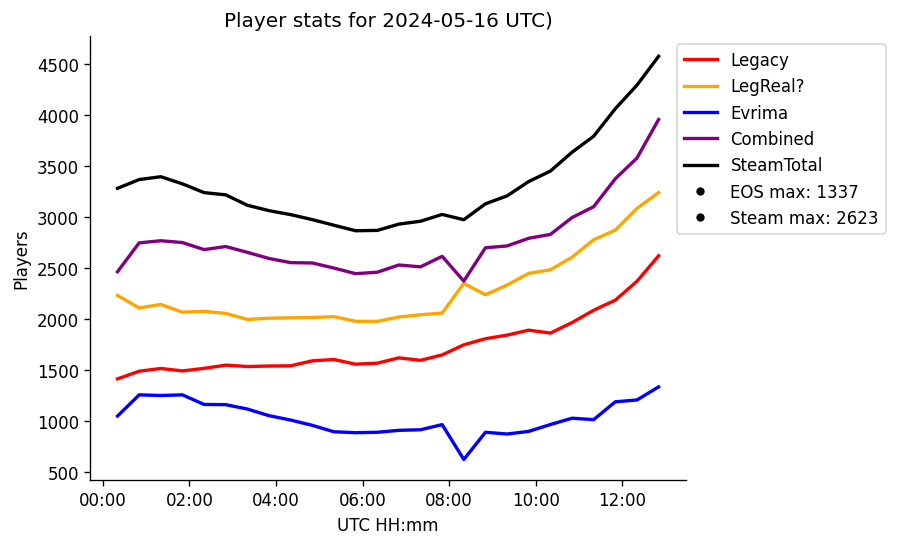 Player stats for 2024-05-16 UTC)
Players
4500
4000
3500
3000
2500
2000
1500
1000
500
00:00 02:00 04:00 06:00 08:00 10:00 12:00
UTC HH:mm
Legacy
LegReal?
Evrima
Combined
SteamTotal
EOS max: 1337
Steam max: 2623